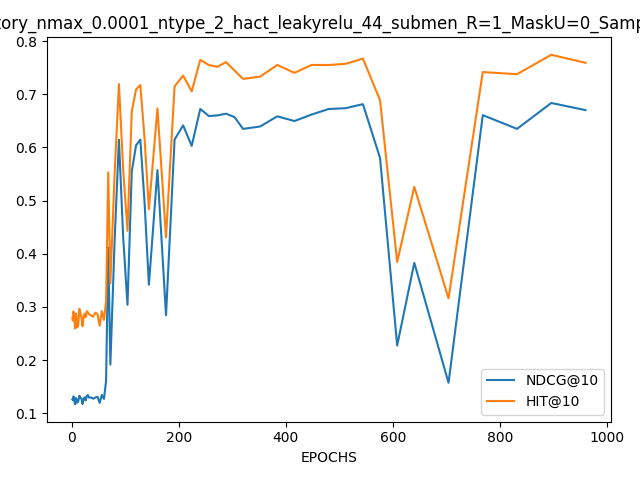 tory_nmax_0.0001_ntype_2_hact_leakyrelu_44_submen_R=1_MaskU=0_Samp
0.8
0.7
0.6
0.5
0.4
0.3
0.2
0.1
NDCG@10
HIT@10
0 200 400 600 800 1000
EPOCHS